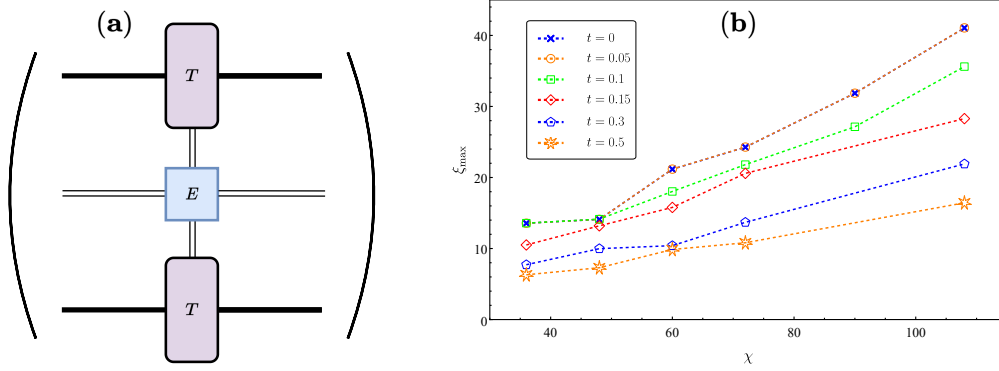 (a)
T
E
T
(b)
t = 0
t = 0.05
t = 0.1
t = 0.15
t = 0.3
t = 0.5
ξmax
40
30
20
10
0
40 60 80 100
χ